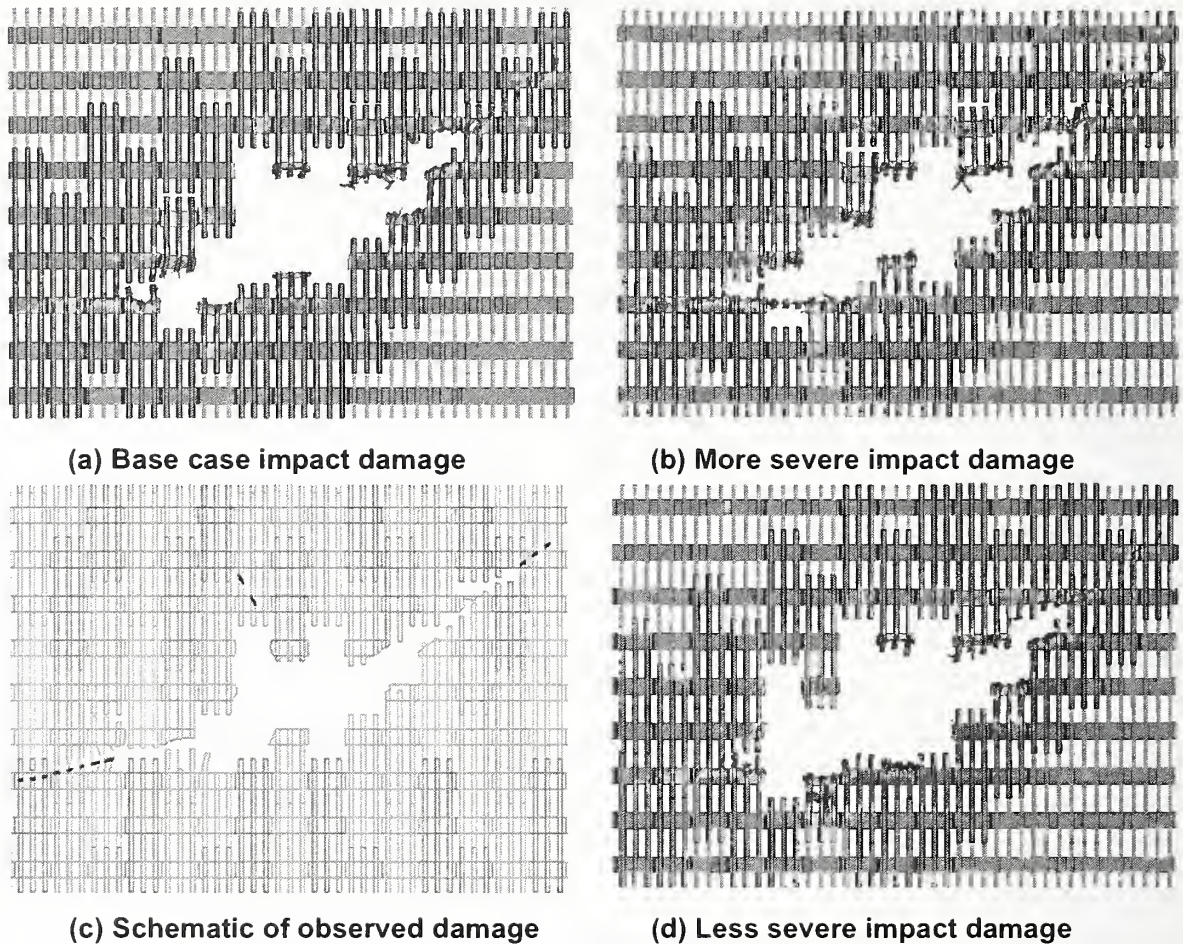 (a) Base case impact damage
(b) More severe impact damage
(c) Schematic of observed damage
(d) Less severe impact damage